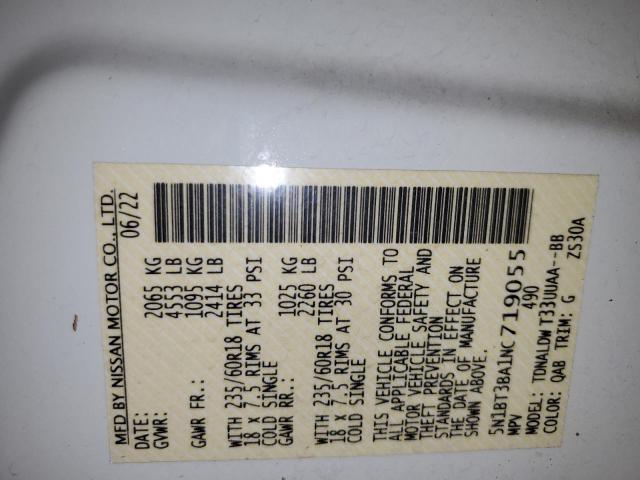 MFD BY NISSAN MOTOR CO., LTD.
DATE: 06/22
GVWR: 2065 KG
4553 LB
GAWR FR.: 1095 KG
2414 LB
WITH 235/60R18 TIRES
18 X 7.5 RIMS AT 33 PSI
COLD SINGLE
GAWR RR.: 1025 KG
2260 LB
WITH 235/60R18 TIRES
18 X 7.5 RIMS AT 30 PSI
COLD SINGLE
THIS VEHICLE CONFORMS TO
ALL APPLICABLE FEDERAL
MOTOR VEHICLE SAFETY AND
THEFT PREVENTION
STANDARDS IN EFFECT ON
THE DATE OF MANUFACTURE
SHOWN ABOVE.
5N1BT3BA1NC719055
MPV 490
MODEL: TDNALDW T33UUAA--BB
COLOR: QAB TRIM: G ZS30A